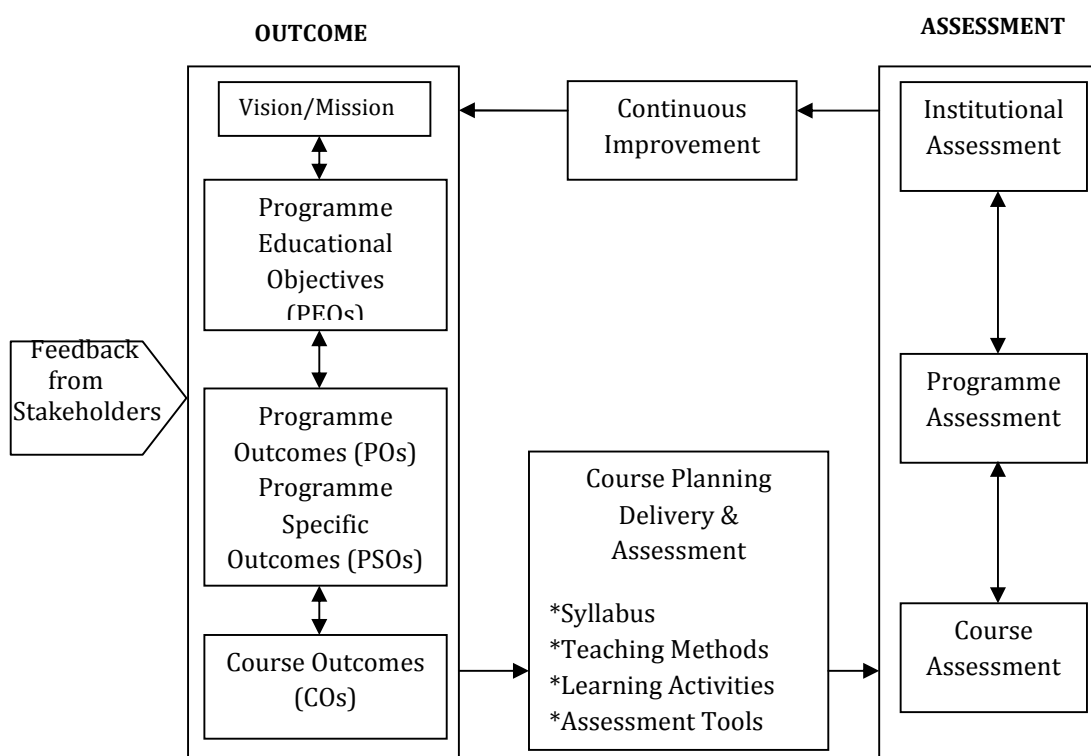 OUTCOME
ASSESSMENT
Vision/Mission
Programme
Educational
Objectives
(PEOs)
Programme
Outcomes (POs)
Programme
Specific
Outcomes (PSOs)
Course Outcomes
(COs)
Feedback
from
Stakeholders
Continuous
Improvement
Course Planning
Delivery &
Assessment
*Syllabus
*Teaching Methods
*Learning Activities
*Assessment Tools
Institutional
Assessment
Programme
Assessment
Course
Assessment